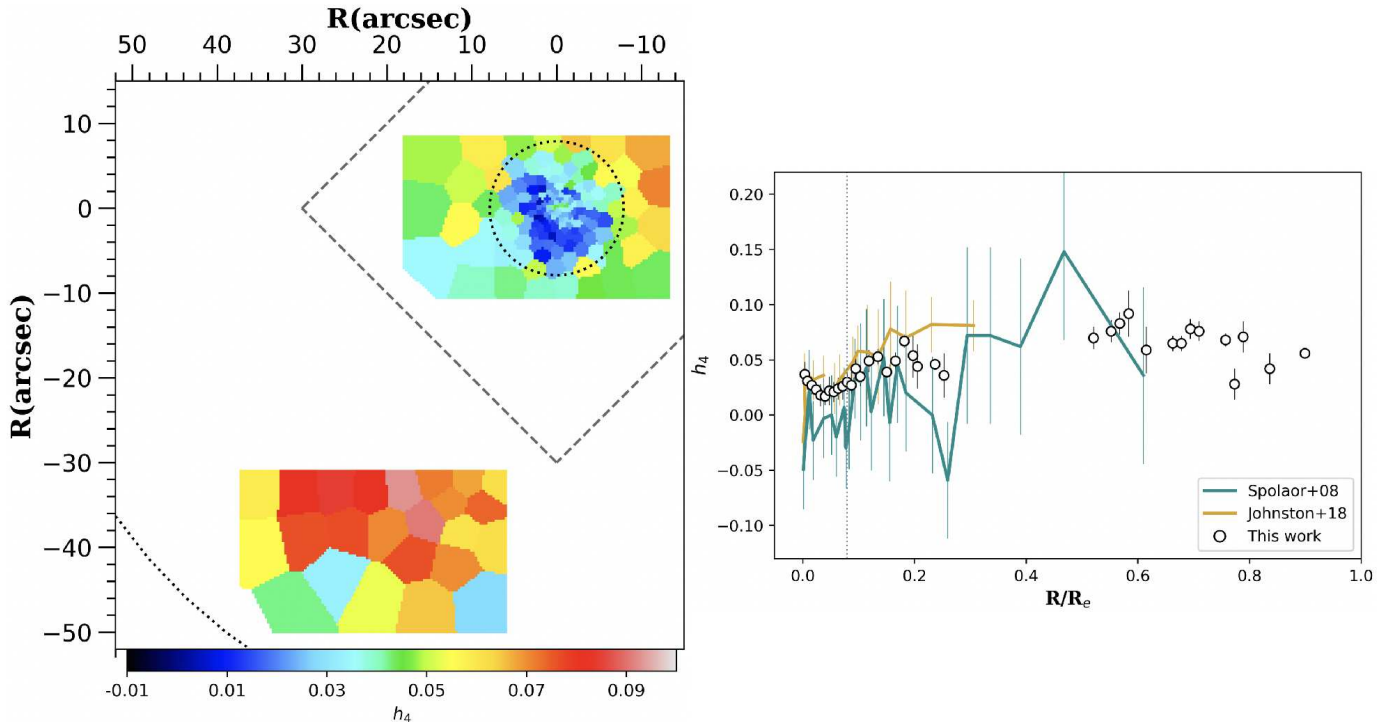 R(arcsec)
50 40 30 20 10 0 −10
10
0
−10
−20
−30
−40
−50
R(arcsec)
-0.01 0.01 0.03 0.05 0.07 0.09
h4
0.20
0.15
0.10
0.05
0.00
−0.05
−0.10
h4
Spolaor+08
Johnston+18
This work
0.0 0.2 0.4 0.6 0.8 1.0
R/Re